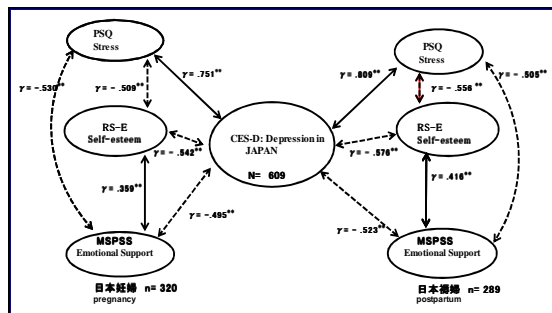 PSQ
Stress
γ = -.530**
γ = -.509**
γ = .751**
RS-E
Self-esteem
γ = -.542**
γ = .359**
γ = -.495**
MSPSS
Emotional Support
日本妊婦 n= 320
pregnancy
CES-D: Depression in
JAPAN
N= 609
PSQ
Stress
γ = .809**
γ = -.556**
γ = -.505**
RS-E
Self-esteem
γ = -.576**
γ = .416**
γ = -.523**
MSPSS
Emotional Support
日本褥婦 n= 289
postpartum